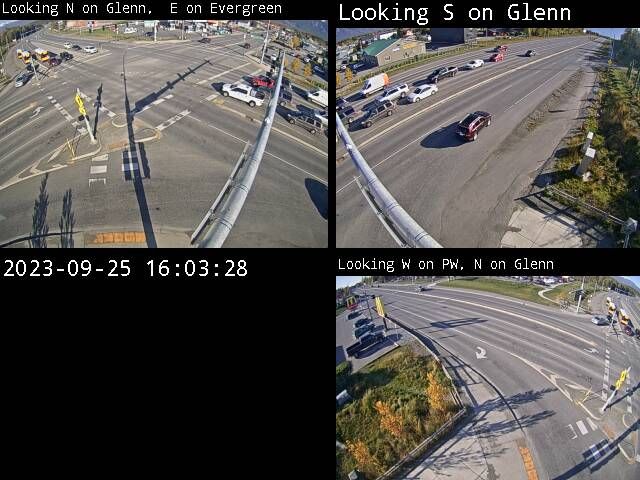 Looking N on Glenn, E on Evergreen
Looking S on Glenn
2023-09-25 16:03:28
Looking W on PW, N on Glenn